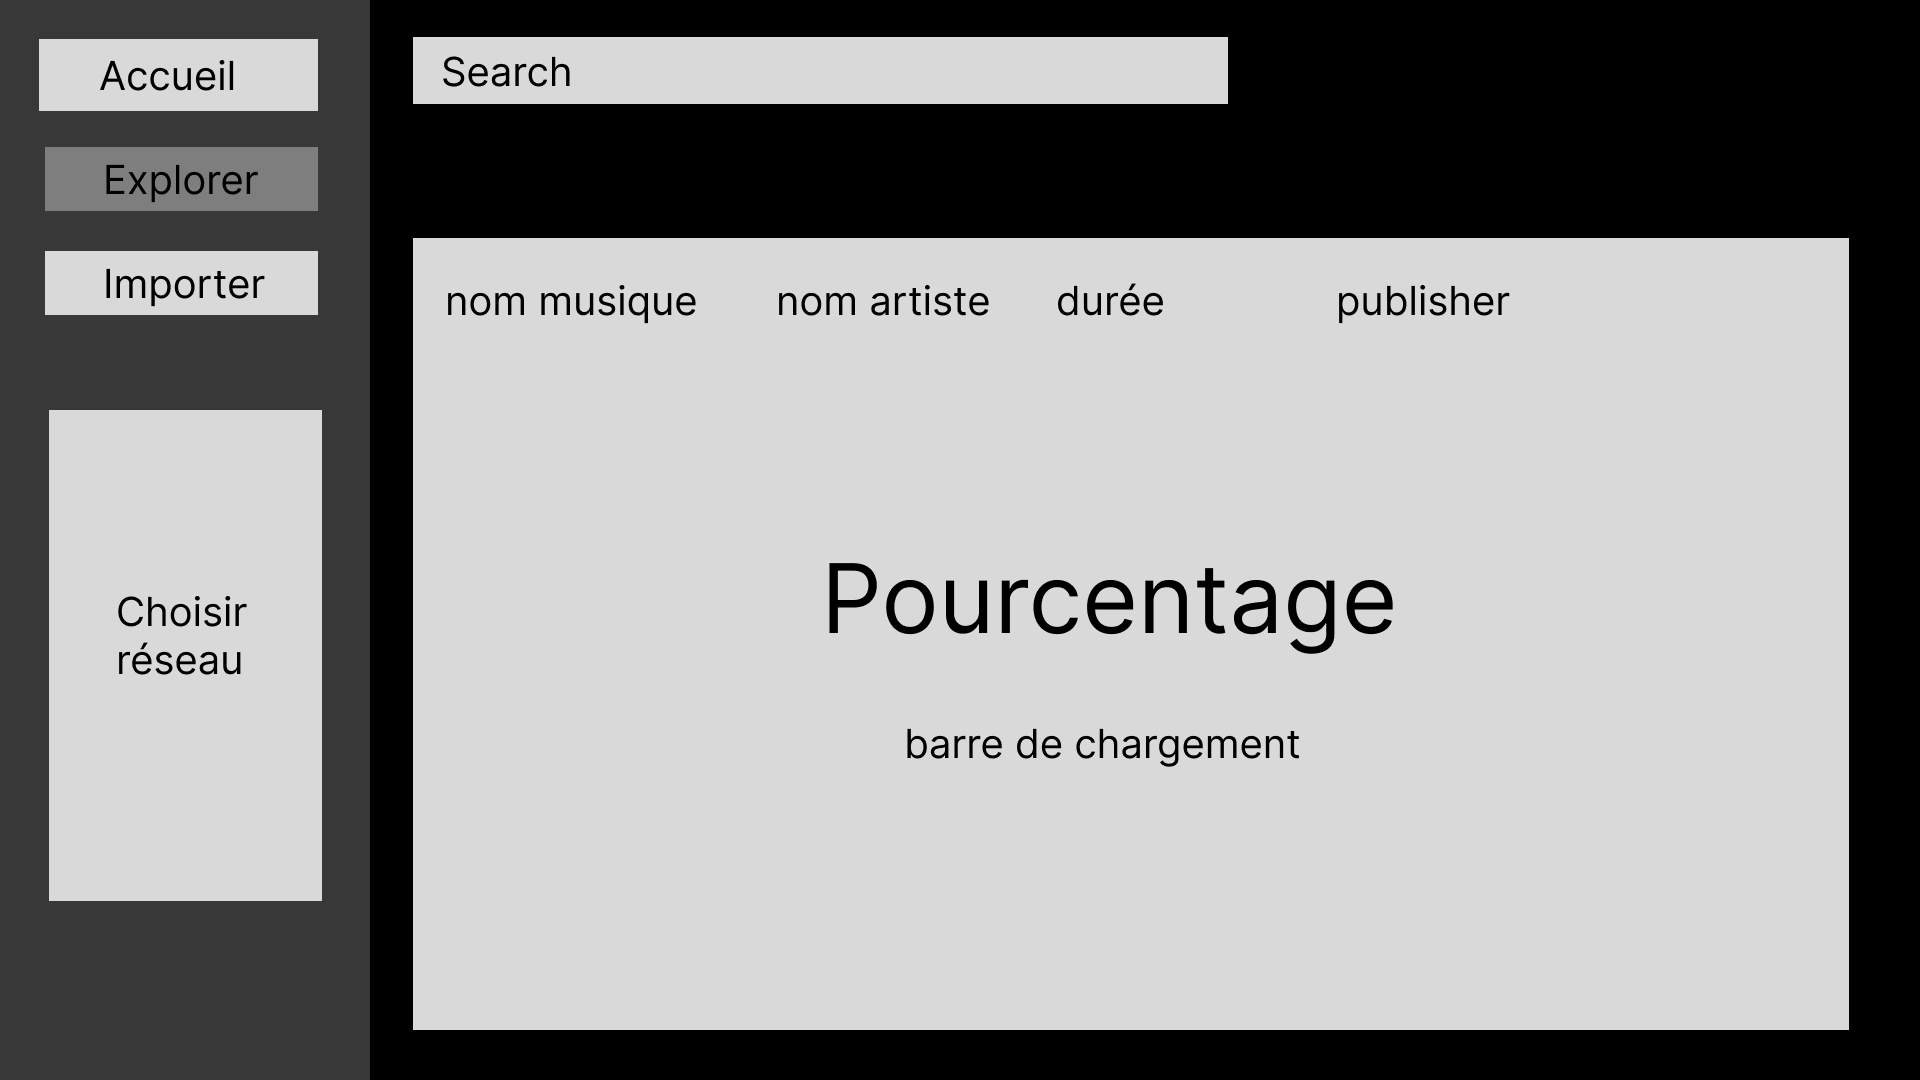 Accueil
Explorer
Importer
Choisir
réseau
Search
nom musique nom artiste durée publisher
Pourcentage
barre de chargement